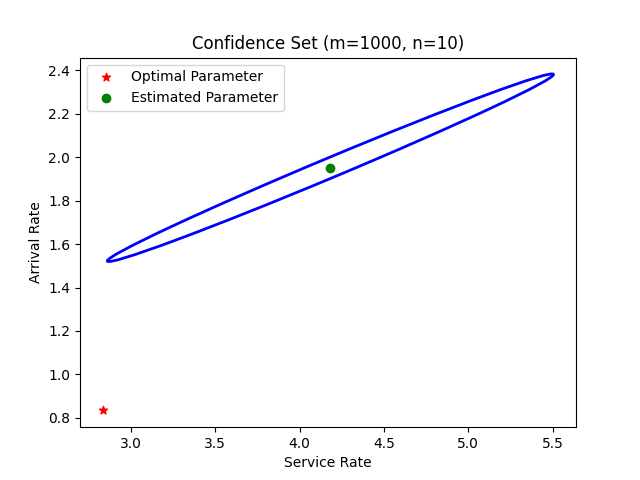 Confidence Set (m=1000, n=10)
Optimal Parameter
Estimated Parameter
2.4
2.2
2.0
1.8
1.6
1.4
1.2
1.0
0.8
Arrival Rate
3.0 3.5 4.0 4.5 5.0 5.5
Service Rate